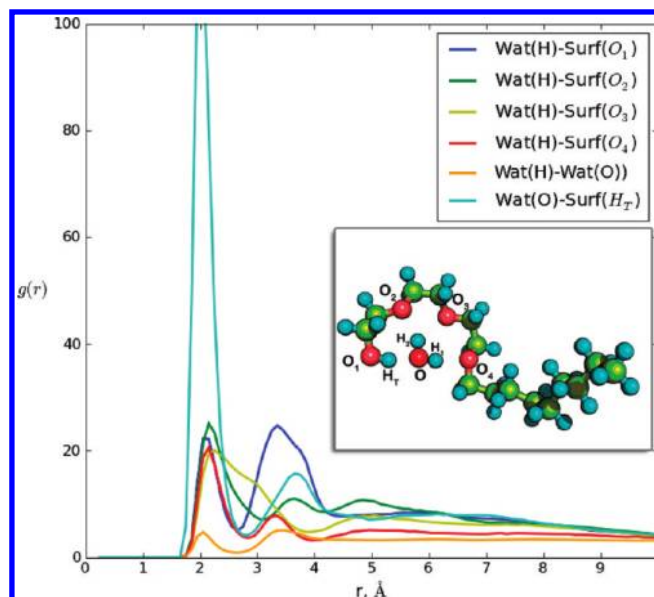 100
80
60
40
20
0
g(r)
0 1 2 3 4 5 6 7 8 9
r, Å
Wat(H)-Surf(O₁)
Wat(H)-Surf(O₂)
Wat(H)-Surf(O₃)
Wat(H)-Surf(O₄)
Wat(H)-Wat(O))
Wat(O)-Surf(H_T)
O₂
O₃
H₂
O₁
H₁
O₄
H_T
O